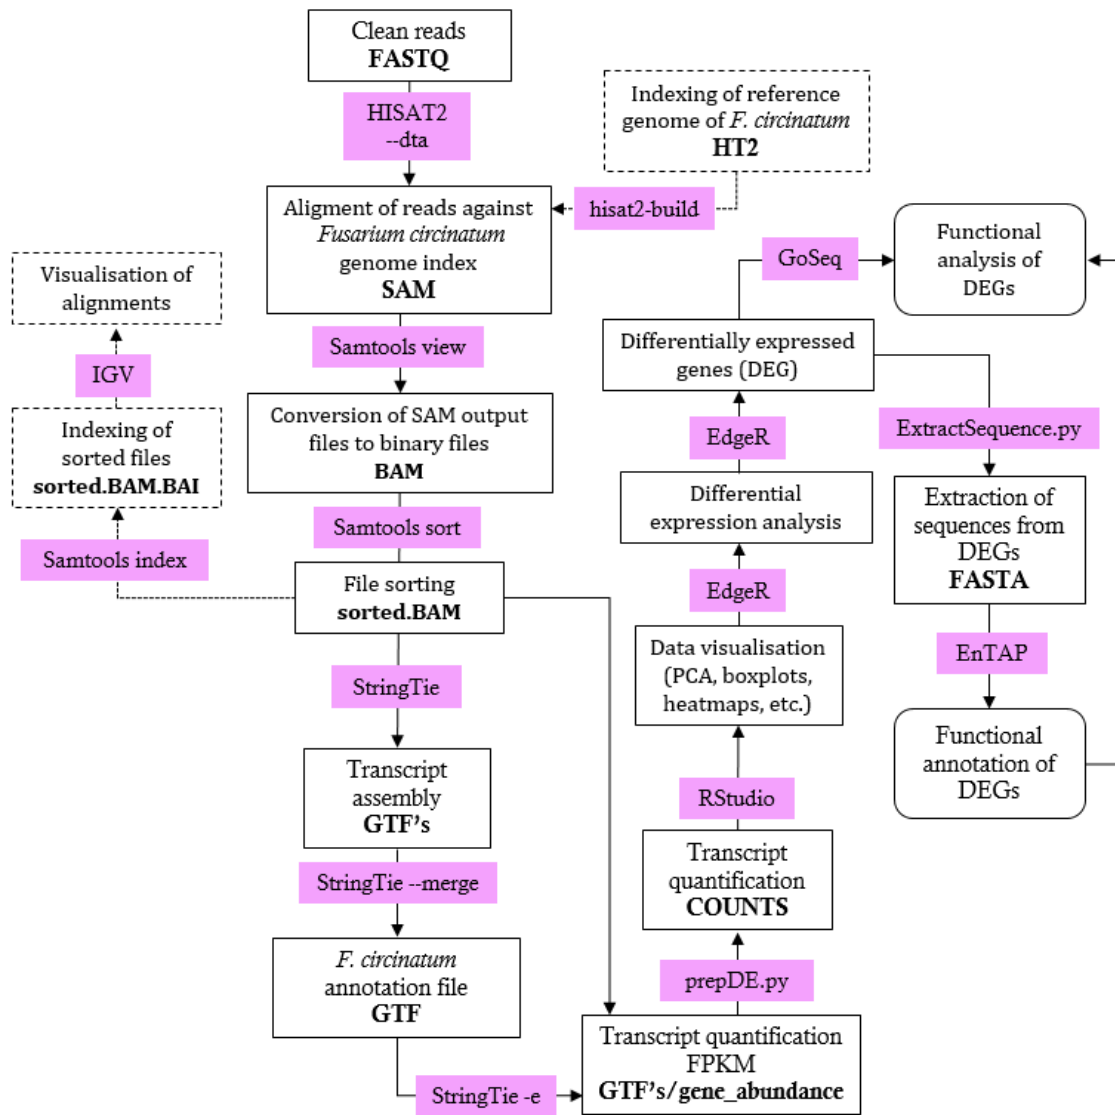 Clean reads
FASTQ
HISAT2
--dta
Indexing of reference
genome of F. circinatum
HT2
hisat2-build
Aligment of reads against
Fusarium circinatum
genome index
SAM
Visualisation of
alignments
IGV
Indexing of
sorted files
sorted.BAM.BAI
Samtools index
Samtools view
Conversion of SAM output
files to binary files
BAM
Samtools sort
File sorting
sorted.BAM
StringTie
Transcript
assembly
GTF's
StringTie --merge
F. circinatum
annotation file
GTF
StringTie -e
Transcript quantification
FPKM
GTF's/gene_abundance
prepDE.py
Transcript
quantification
COUNTS
RStudio
Data visualisation
(PCA, boxplots,
heatmaps, etc.)
EdgeR
Differential
expression analysis
EdgeR
Differentially expressed
genes (DEG)
GoSeq
Functional
analysis of
DEGs
ExtractSequence.py
Extraction of
sequences from
DEGs
FASTA
EnTAP
Functional
annotation of
DEGs